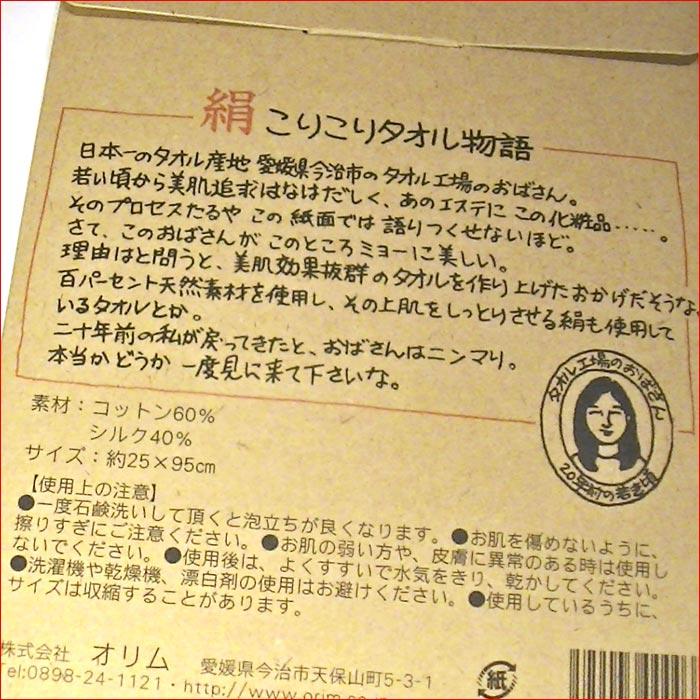 絹 こりこりタオル物語
日本一のタオル産地 愛媛県今治市の タオル工場のおばさん。
若い頃から美肌追求はなはだしく、あのエステに この化粧品……。
そのプロセスたるや この 紙面では 語りつくせないほど。
さて、このおばさんが このところ ミョーに 美しい。
理由はと問うと、美肌効果抜群 のタオルを作り 上げたおかげだそうな。
百パーセント天然素材を使用し、その上肌をしっとりさせる絹も使用して
いるタオルとか。
二十年前の私が戻ってきたと、おばさんはニンマリ。
本当か どうか 一度見に来て下さいな。
タオル工場のおばさん
20年前の若き頃
素材：コットン60%
シルク40%
サイズ：約25×95cm
【使用上の注意】
●一度石鹸洗いして頂くと泡立ちが良くなります。●お肌を傷めないように、
擦りすぎにご注意ください。●お肌の弱い方や、皮膚に異常のある時は使用し
ないでください。●使用後は、よくすすいで水気をきり、乾かしてください。
●洗濯機や乾燥機、漂白剤の使用はお避けください。●使用しているうちに、
サイズは収縮することがあります。
株式会社 オリム 愛媛県今治市天保山町5-3-1
Tel:0898-24-1121・http://www.orim.co
紙